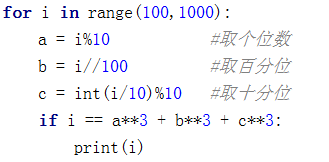 for i in range(100,1000):
    a = i%10            #取个位数
    b = i//100          #取百分位
    c = int(i/10)%10    #取十分位
    if i == a**3 + b**3 + c**3:
        print(i)